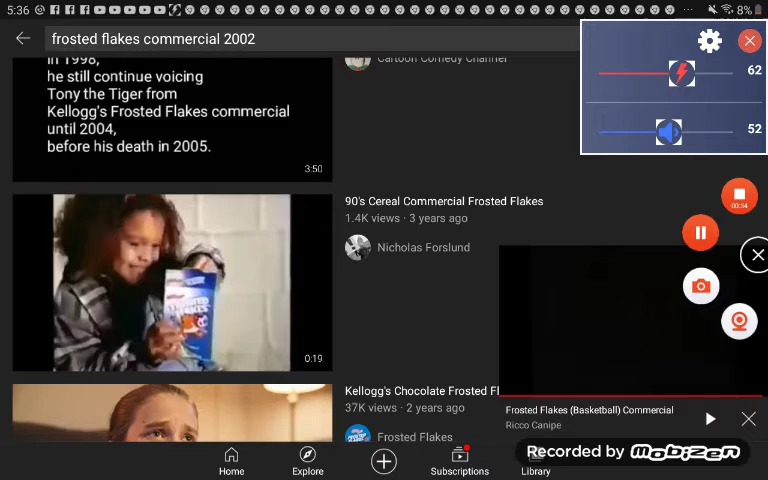 5:36
8%
frosted flakes commercial 2002
62
52
in 1998,
he still continue voicing
Tony the Tiger from
Kellogg's Frosted Flakes commercial
until 2004,
before his death in 2005.
3:50
Cartoon Comedy Channel
90's Cereal Commercial Frosted Flakes
1.4K views · 3 years ago
Nicholas Forslund
FROSTED
FLAKES
0:19
00:34
Kellogg's Chocolate Frosted Fl
37K views · 2 years ago
Frosted Flakes
Frosted Flakes (Basketball) Commercial
Ricco Canipe
Recorded by mobizen
Home
Explore
Subscriptions
Library